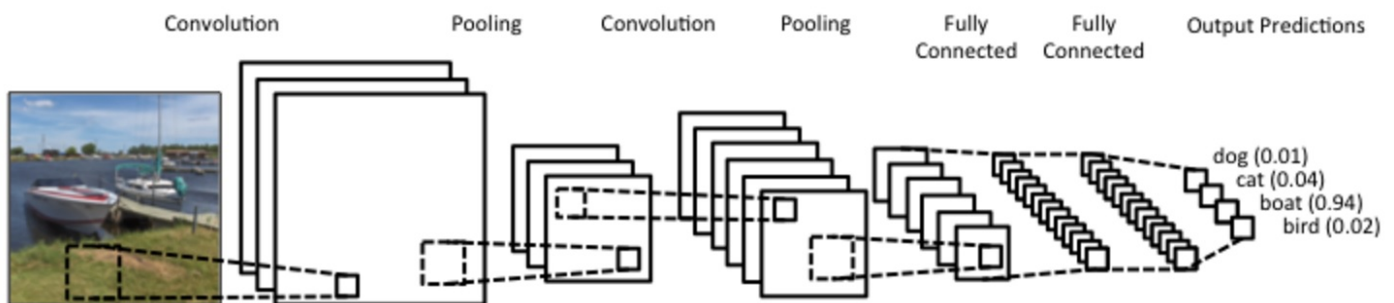 Convolution
Pooling
Convolution
Pooling
Fully
Connected
Fully
Connected
Output Predictions
dog (0.01)
cat (0.04)
boat (0.94)
bird (0.02)